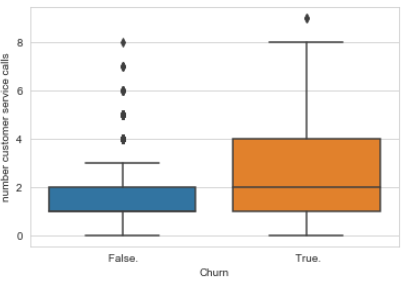 number customer service calls
8
6
4
2
0
False.
True.
Churn